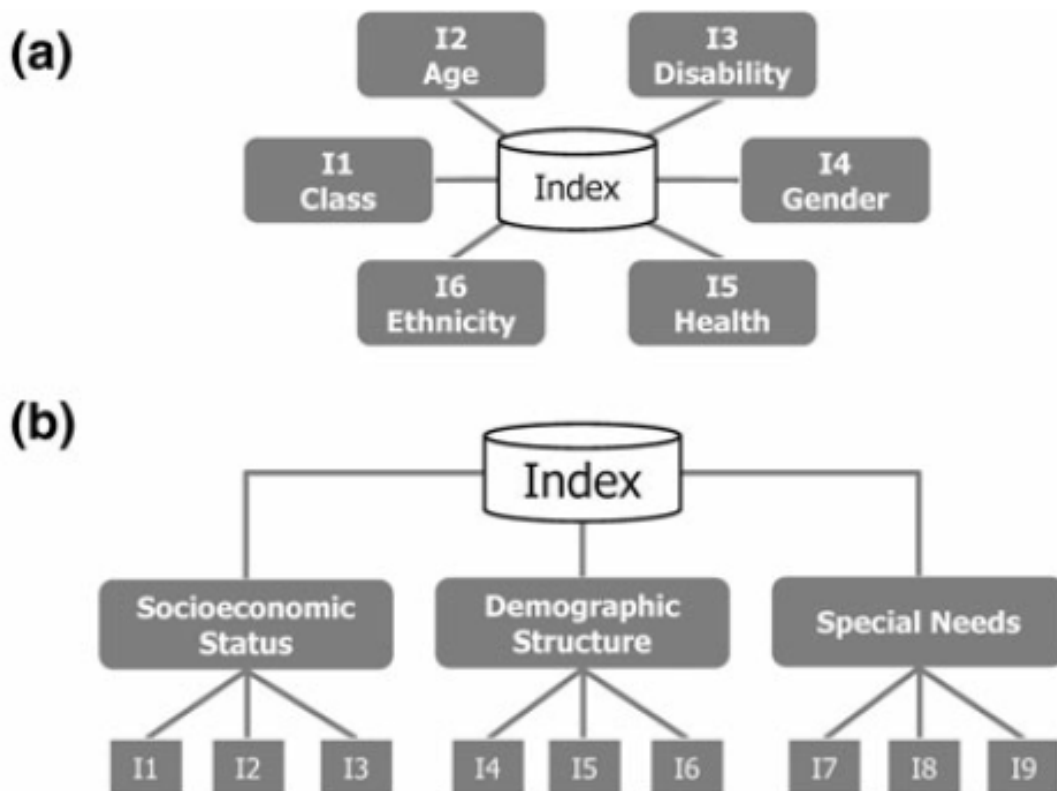 (a)
I2
Age
I3
Disability
I1
Class
Index
I4
Gender
I6
Ethnicity
I5
Health
(b)
Index
Socioeconomic
Status
Demographic
Structure
Special Needs
I1 I2 I3 I4 I5 I6 I7 I8 I9